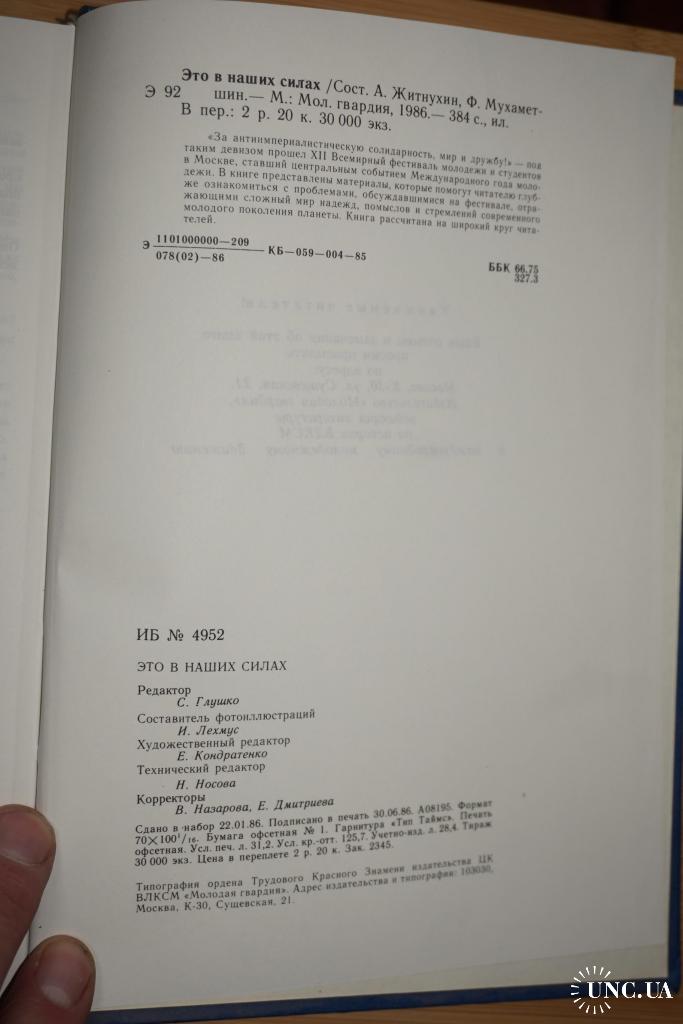 Это в наших силах /Сост. А. Житнухин, Ф. Мухамет-
Э 92 шин.— М.: Мол. гвардия, 1986.— 384 с., ил.
В пер.: 2 р. 20 к. 30 000 экз.
«За антиимпериалистическую солидарность, мир и дружбу!» — под
таким девизом прошел XII Всемирный фестиваль молодежи и студентов
в Москве, ставший центральным событием Международного года моло-
дежи. В книге представлены материалы, которые помогут читателю глуб-
же ознакомиться с проблемами, обсуждавшимися на фестивале, отра-
жающими сложный мир надежд, помыслов и стремлений современного
молодого поколения планеты. Книга рассчитана на широкий круг чита-
телей.
Э 1101000000—209
078(02)—86 КБ—059—004—85
ББК 66.75
327.3
ИБ № 4952
ЭТО В НАШИХ СИЛАХ
Редактор
С. Глушко
Составитель фотоиллюстраций
И. Лехмус
Художественный редактор
Е. Кондратенко
Технический редактор
Н. Носова
Корректоры
В. Назарова, Е. Дмитриева
Сдано в набор 22.01.86. Подписано в печать 30.06.86. А08195. Формат
70×100¹/₁₆. Бумага офсетная № 1. Гарнитура «Тип Таймс». Печать
офсетная. Усл. печ. л. 31,2. Усл. кр.-отт. 125,7. Учетно-изд. л. 28,4. Тираж
30 000 экз. Цена в переплете 2 р. 20 к. Зак. 2345.
Типография ордена Трудового Красного Знамени издательства ЦК
ВЛКСМ «Молодая гвардия». Адрес издательства и типографии: 103030,
Москва, К-30, Сущевская, 21.
UNC.UA